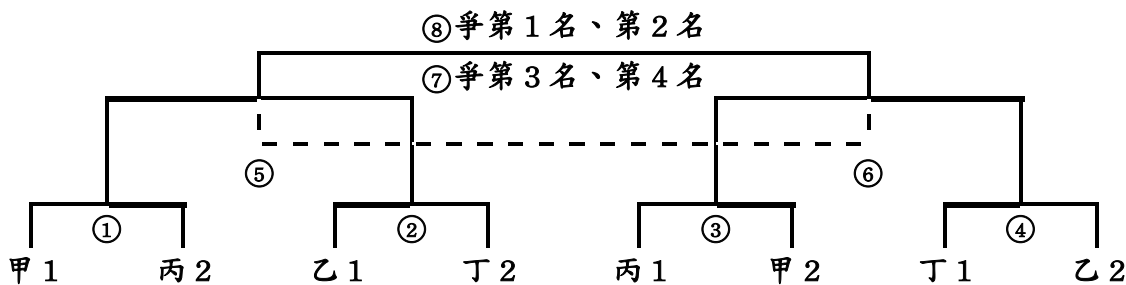 ⑧爭第1名、第2名
⑦爭第3名、第4名
⑤ ⑥
① ② ③ ④
甲1 丙2 乙1 丁2 丙1 甲2 丁1 乙2